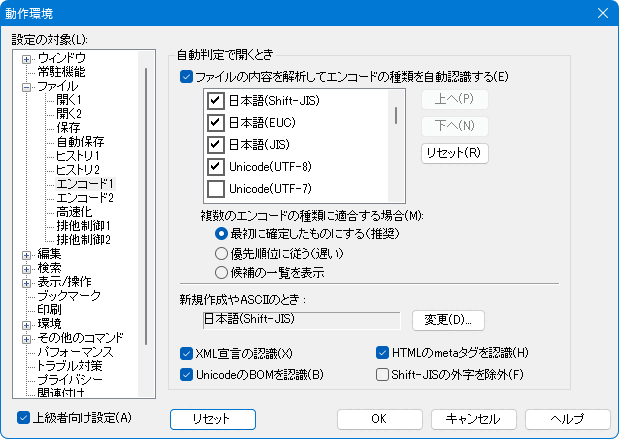 動作環境
設定の対象(L):
ウィンドウ
常駐機能
ファイル
開く1
開く2
保存
自動保存
ヒストリ1
ヒストリ2
エンコード1
エンコード2
高速化
排他制御1
排他制御2
編集
検索
表示/操作
ブックマーク
印刷
環境
その他のコマンド
パフォーマンス
トラブル対策
プライバシー
関連付け
自動判定で開くとき
ファイルの内容を解析してエンコードの種類を自動認識する(E)
日本語(Shift-JIS)
日本語(EUC)
日本語(JIS)
Unicode(UTF-8)
Unicode(UTF-7)
上へ(P)
下へ(N)
リセット(R)
複数のエンコードの種類に適合する場合(M):
最初に確定したものにする(推奨)
優先順位に従う(遅い)
候補の一覧を表示
新規作成やASCIIのとき:
日本語(Shift-JIS)
変更(D)...
XML宣言の認識(X)
HTMLのmetaタグを認識(H)
UnicodeのBOMを認識(B)
Shift-JISの外字を除外(F)
上級者向け設定(A)
リセット
OK
キャンセル
ヘルプ